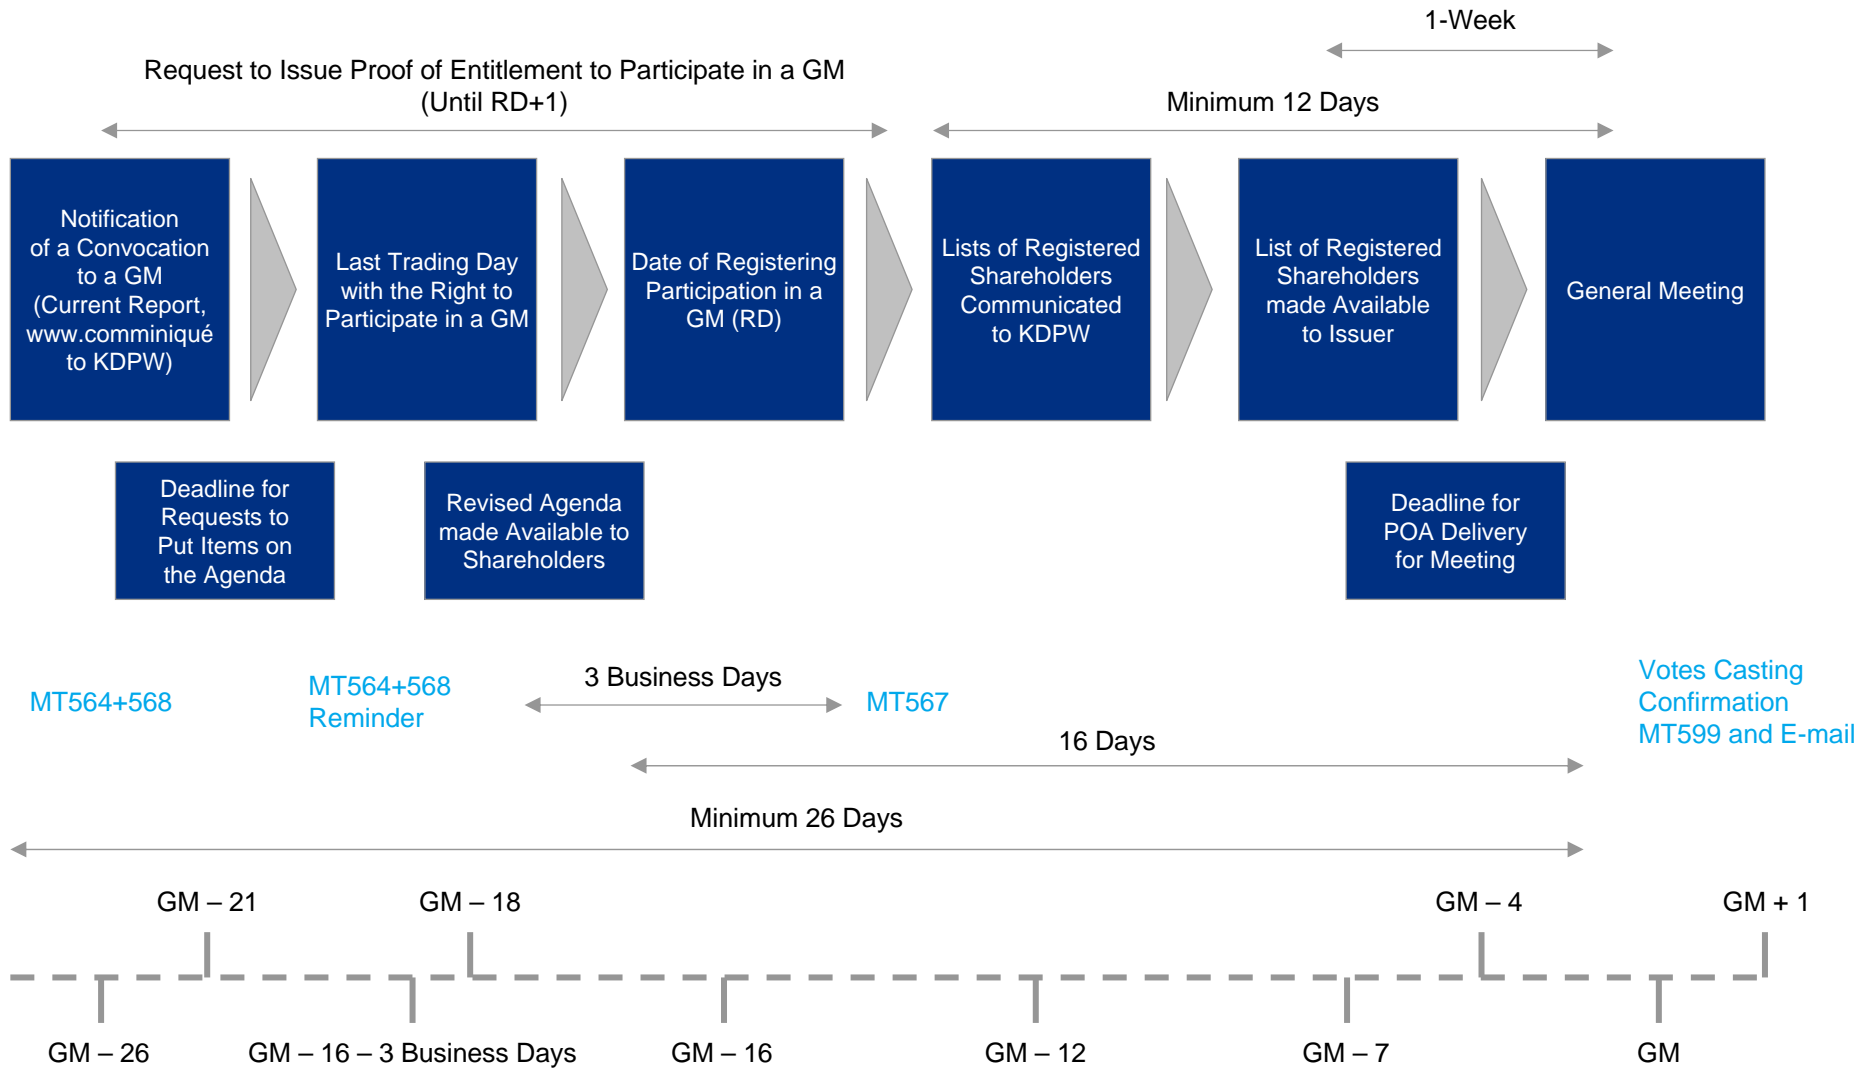 1-Week
Request to Issue Proof of Entitlement to Participate in a GM
(Until RD+1)
Minimum 12 Days
Notification
of a Convocation
to a GM
(Current Report,
www.cominiqué
to KDPW)
Last Trading Day
with the Right to
Participate in a GM
Date of Registering
Participation in a
GM (RD)
Lists of Registered
Shareholders
Communicated
to KDPW
List of Registered
Shareholders
made Available
to Issuer
General Meeting
Deadline for
Requests to
Put Items on
the Agenda
Revised Agenda
made Available to
Shareholders
Deadline for
POA Delivery
for Meeting
MT564+568
MT564+568
Reminder
3 Business Days
MT567
Votes Casting
Confirmation
MT599 and E-mail
16 Days
Minimum 26 Days
GM – 21
GM – 18
GM – 4
GM + 1
GM – 26
GM – 16 – 3 Business Days
GM – 16
GM – 12
GM – 7
GM